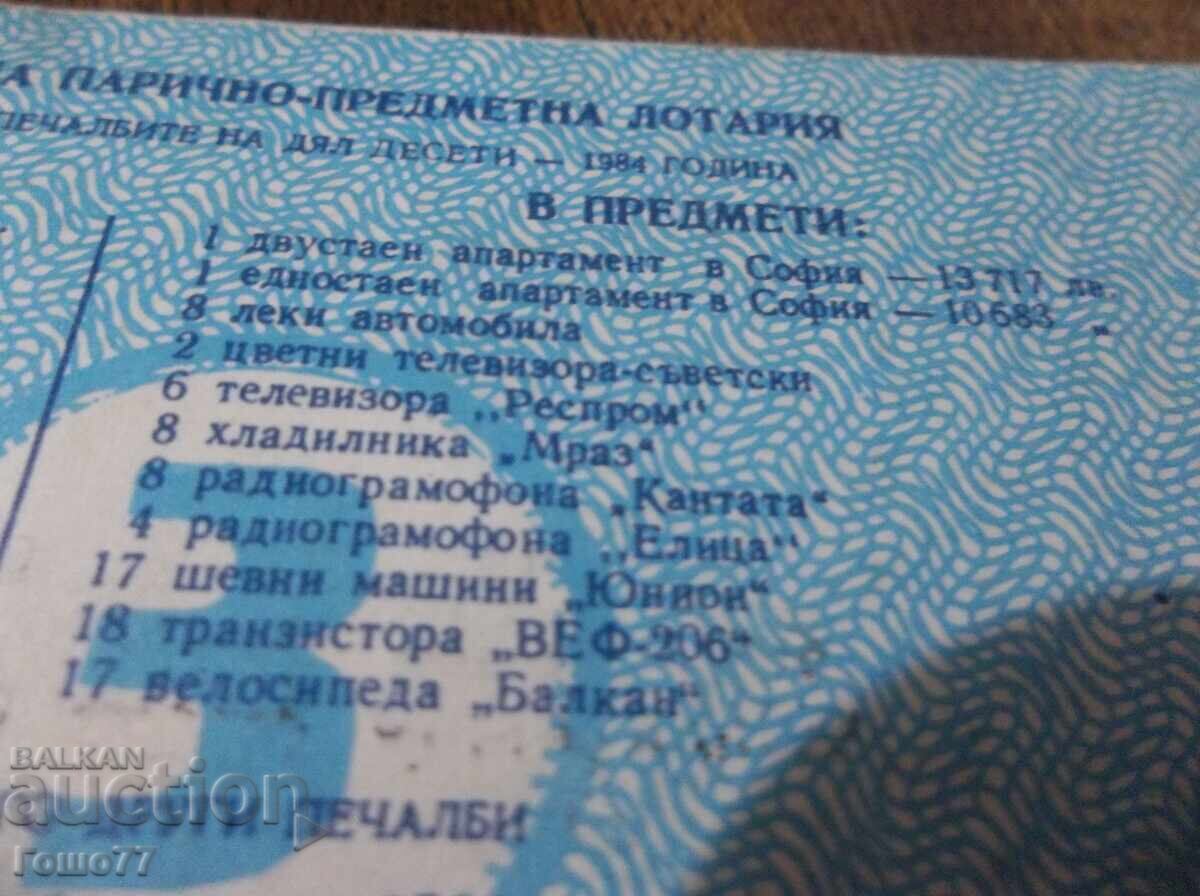 НА ПАРИЧНО-ПРЕДМЕТНА ЛОТАРИЯ
ПЕЧАЛБИТЕ НА ДЯЛ ДЕСЕТИ — 1984 ГОДИНА
В ПРЕДМЕТИ:
1 двустаен апартамент в София —13 717 лв.
1 едностаен апартамент в София —10 683 „
8 леки автомобила
2 цветни телевизора-съветски
6 телевизора „Респром“
8 хладилника „Мраз“
8 радиограмофона „Кантата“
4 радиограмофона „Елица“
17 шевни машини „Юнион“
18 транзистора „ВЕФ-206“
17 велосипеда „Балкан“
3
ПЕЧАЛБИ
BALKAN
auction
Гошо77